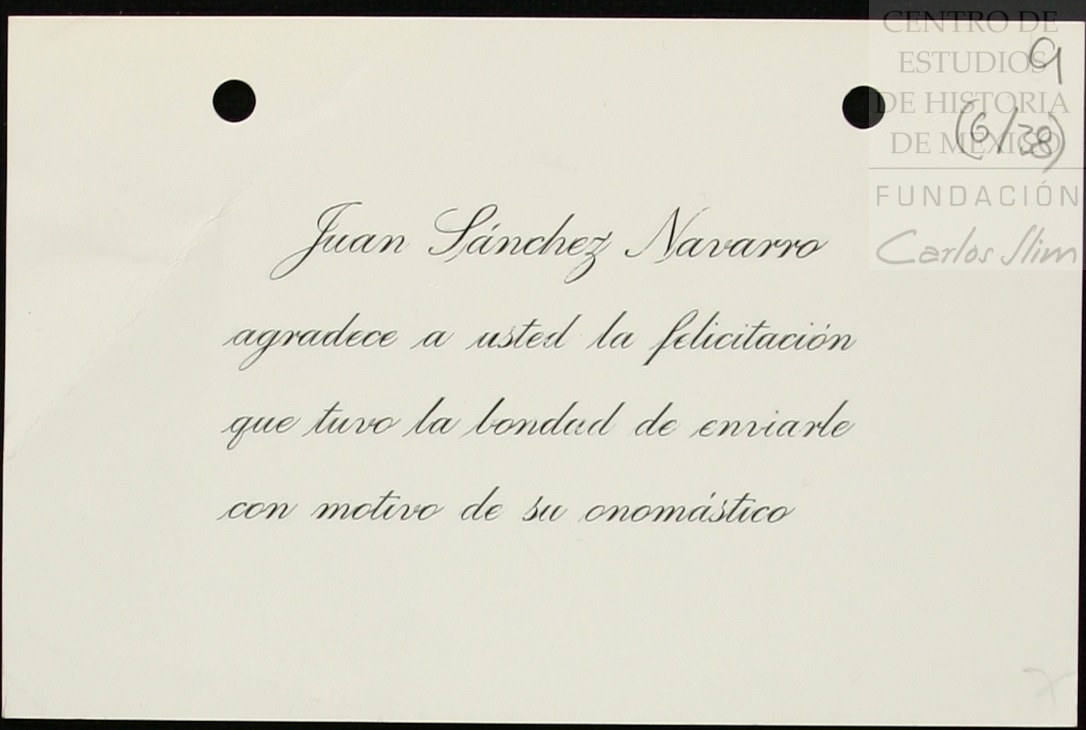 CENTRO DE
ESTUDIOS
DE HISTORIA
DE MÉXICO
FUNDACIÓN
Carlos Slim
9
(6/38)
Juan Sánchez Navarro
agradece a usted la felicitación
que tuvo la bondad de enviarle
con motivo de su onomástico